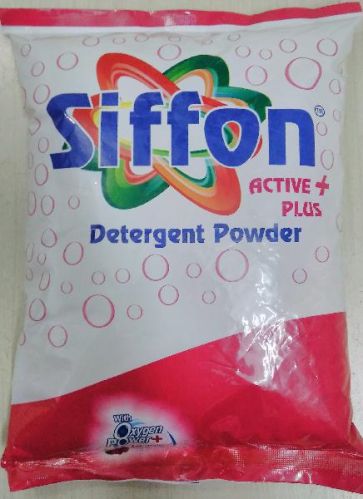 Siffon TM
ACTIVE +
PLUS
Detergent Powder
With
Oxygen
Power+